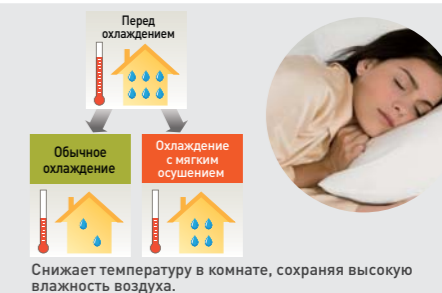 Перед
охлаждением
Обычное
охлаждение
Охлаждение
с мягким
осушением
Снижает температуру в комнате, сохраняя высокую
влажность воздуха.